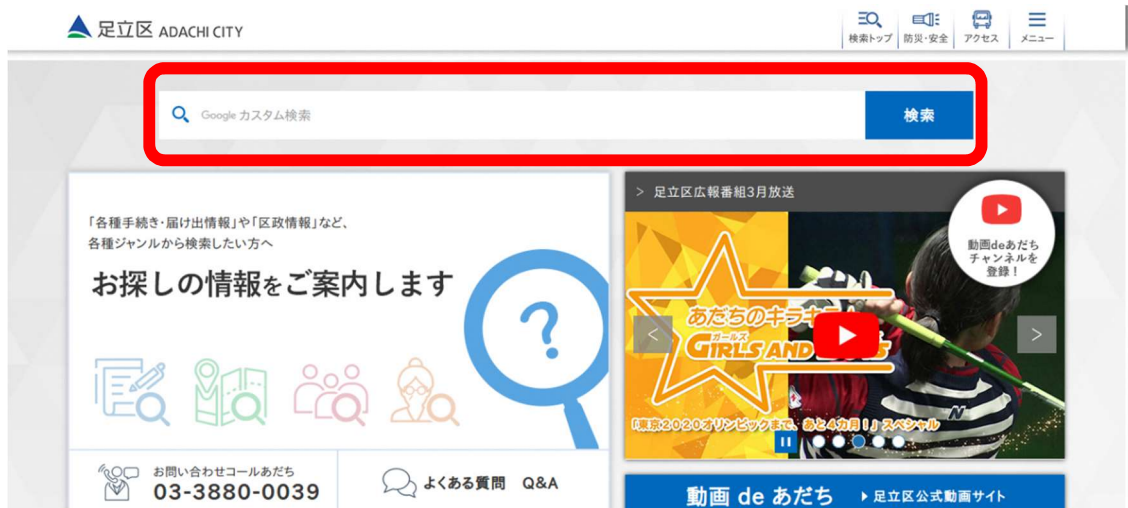 足立区 ADACHI CITY
検索トップ
防災・安全
アクセス
メニュー
Google カスタム検索
検索
「各種手続き・届け出情報」や「区政情報」など、
各種ジャンルから検索したい方へ
お探しの情報をご案内します
お問い合わせコールあだち
03-3880-0039
よくある質問 Q&A
> 足立区広報番組3月放送
動画deあだち
チャンネルを
登録！
あだちのキラキラ
ガールズ
GIRLS AND
「東京2020オリンピックまで、あと4カ月！」スペシャル
動画 de あだち
足立区公式動画サイト